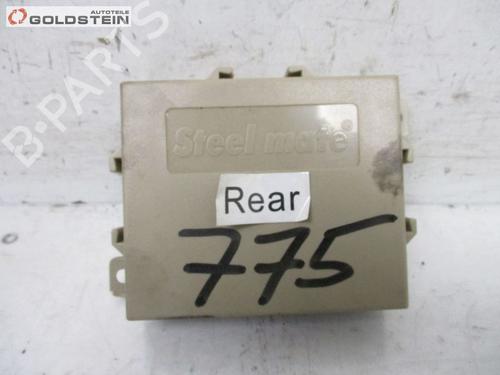 Autoteile
GOLDSTEIN
B-PARTS
Steel mate®
Rear
775